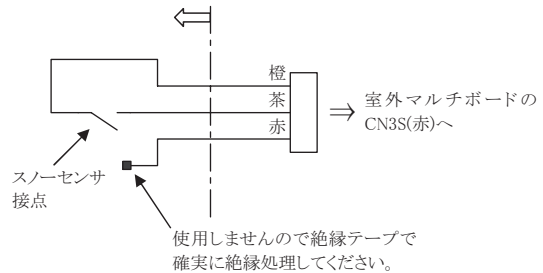 橙
茶
赤
⇒ 室外マルチボードの
CN3S(赤)へ
スノーセンサ
接点
使用しませんので絶縁テープで
確実に絶縁処理してください。